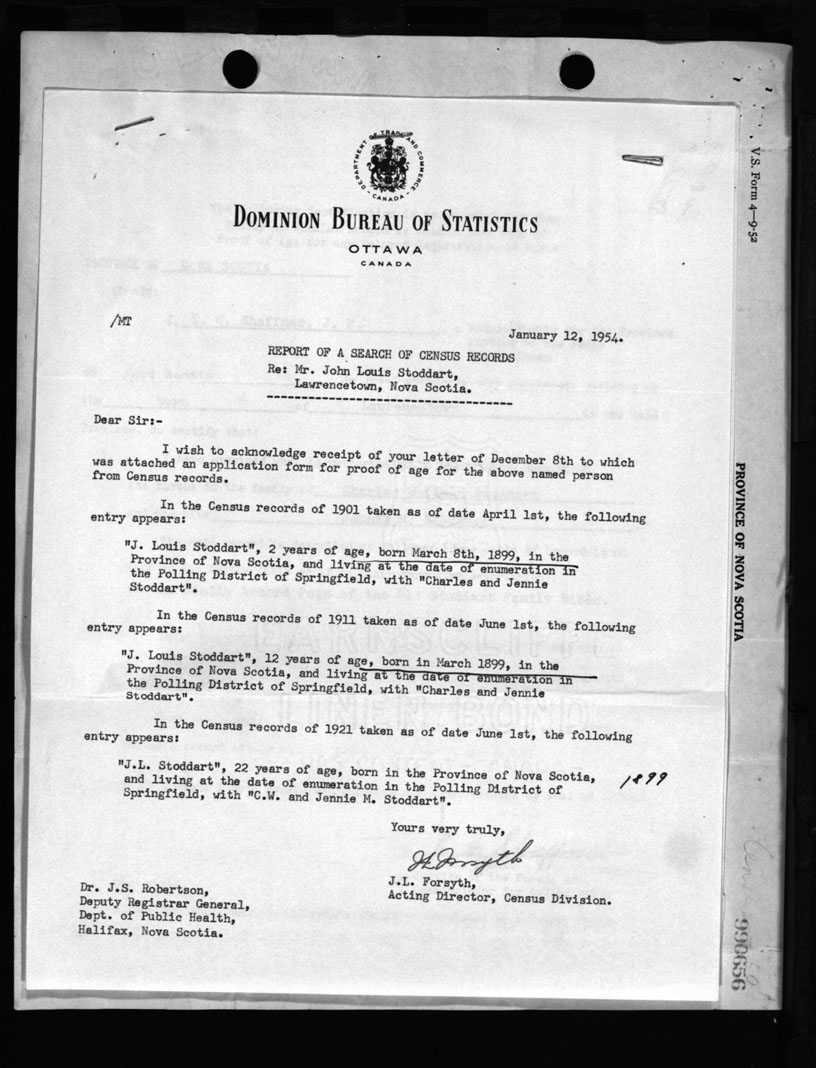 DEPARTMENT OF TRADE AND COMMERCE
- CANADA -
DOMINION BUREAU OF STATISTICS
OTTAWA
CANADA
/MT
January 12, 1954.
REPORT OF A SEARCH OF CENSUS RECORDS
Re: Mr. John Louis Stoddart,
Lawrencetown, Nova Scotia.
Dear Sir:-
I wish to acknowledge receipt of your letter of December 8th to which
was attached an application form for proof of age for the above named person
from Census records.
In the Census records of 1901 taken as of date April 1st, the following
entry appears:
"J. Louis Stoddart", 2 years of age, born March 8th, 1899, in the
Province of Nova Scotia, and living at the date of enumeration in
the Polling District of Springfield, with "Charles and Jennie
Stoddart".
In the Census records of 1911 taken as of date June 1st, the following
entry appears:
"J. Louis Stoddart", 12 years of age, born in March 1899, in the
Province of Nova Scotia, and living at the date of enumeration in
the Polling District of Springfield, with "Charles and Jennie
Stoddart".
In the Census records of 1921 taken as of date June 1st, the following
entry appears:
"J.L. Stoddart", 22 years of age, born in the Province of Nova Scotia,
and living at the date of enumeration in the Polling District of
Springfield, with "C.W. and Jennie M. Stoddart".
1899
Yours very truly,
JL Forsyth
J.L. Forsyth,
Acting Director, Census Division.
Dr. J.S. Robertson,
Deputy Registrar General,
Dept. of Public Health,
Halifax, Nova Scotia.
V.S. Form 4—9-52
PROVINCE OF NOVA SCOTIA
990656